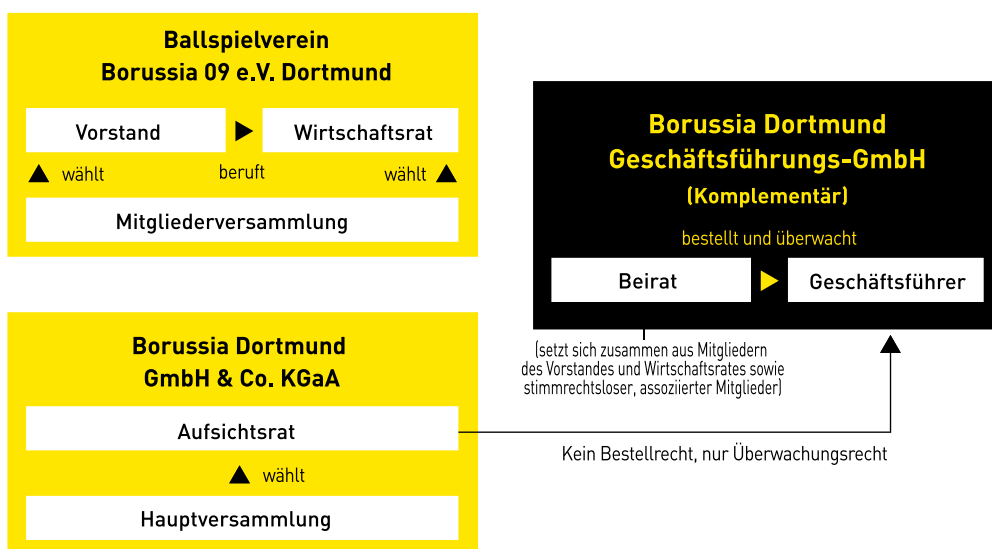 Ballspielverein
Borussia 09 e.V. Dortmund
Vorstand
Wirtschaftsrat
wählt
beruft
wählt
Mitgliederversammlung
Borussia Dortmund
Geschäftsführungs-GmbH
(Komplementär)
bestellt und überwacht
Beirat
Geschäftsführer
(setzt sich zusammen aus Mitgliedern
des Vorstandes und Wirtschaftsrates sowie
stimmrechtsloser, assoziierter Mitglieder)
Borussia Dortmund
GmbH & Co. KGaA
Aufsichtsrat
Kein Bestellrecht, nur Überwachungsrecht
wählt
Hauptversammlung